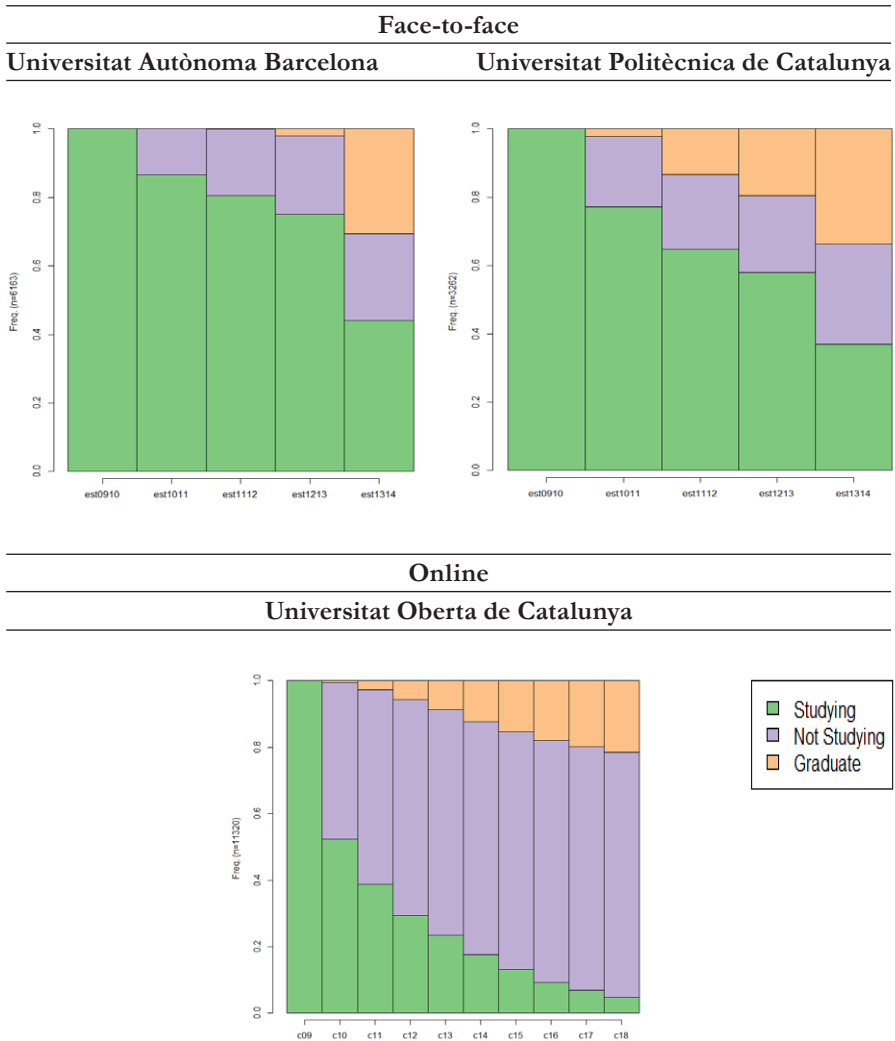 Face-to-face
Universitat Autònoma Barcelona
Universitat Politècnica de Catalunya
Freq. (n=6163)
0.0 0.2 0.4 0.6 0.8 1.0
est0910 est1011 est1112 est1213 est1314
Freq. (n=3262)
0.0 0.2 0.4 0.6 0.8 1.0
est0910 est1011 est1112 est1213 est1314
Online
Universitat Oberta de Catalunya
Freq. (n=11320)
0.0 0.2 0.4 0.6 0.8 1.0
c09 c10 c11 c12 c13 c14 c15 c16 c17 c18
Studying
Not Studying
Graduate